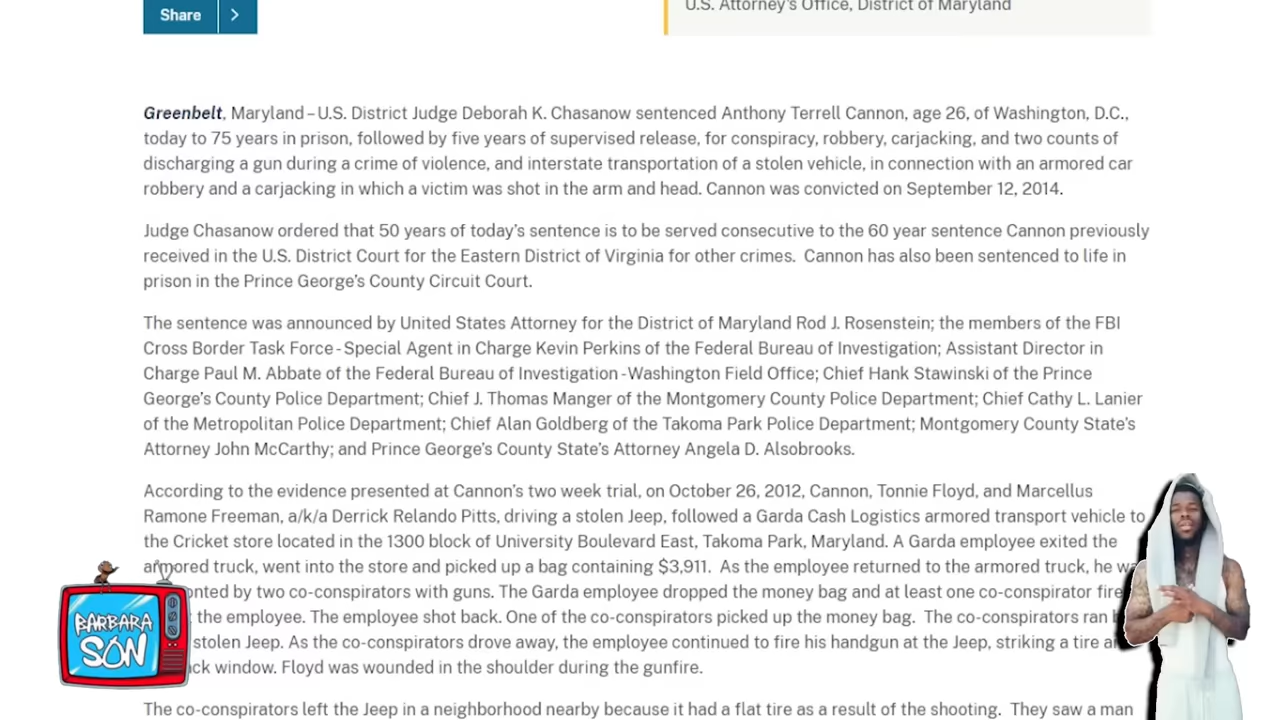 Share >
U.S. Attorney's Office, District of Maryland
Greenbelt, Maryland – U.S. District Judge Deborah K. Chasanow sentenced Anthony Terrell Cannon, age 26, of Washington, D.C.,
today to 75 years in prison, followed by five years of supervised release, for conspiracy, robbery, carjacking, and two counts of
discharging a gun during a crime of violence, and interstate transportation of a stolen vehicle, in connection with an armored car
robbery and a carjacking in which a victim was shot in the arm and head. Cannon was convicted on September 12, 2014.
Judge Chasanow ordered that 50 years of today's sentence is to be served consecutive to the 60 year sentence Cannon previously
received in the U.S. District Court for the Eastern District of Virginia for other crimes. Cannon has also been sentenced to life in
prison in the Prince George's County Circuit Court.
The sentence was announced by United States Attorney for the District of Maryland Rod J. Rosenstein; the members of the FBI
Cross Border Task Force - Special Agent in Charge Kevin Perkins of the Federal Bureau of Investigation; Assistant Director in
Charge Paul M. Abbate of the Federal Bureau of Investigation - Washington Field Office; Chief Hank Stawinski of the Prince
George's County Police Department; Chief J. Thomas Manger of the Montgomery County Police Department; Chief Cathy L. Lanier
of the Metropolitan Police Department; Chief Alan Goldberg of the Takoma Park Police Department; Montgomery County State's
Attorney John McCarthy; and Prince George's County State's Attorney Angela D. Alsobrooks.
According to the evidence presented at Cannon's two week trial, on October 26, 2012, Cannon, Tonnie Floyd, and Marcellus
Ramone Freeman, a/k/a Derrick Relando Pitts, driving a stolen Jeep, followed a Garda Cash Logistics armored transport vehicle to
the Cricket store located in the 1300 block of University Boulevard East, Takoma Park, Maryland. A Garda employee exited the
armored truck, went into the store and picked up a bag containing $3,911. As the employee returned to the armored truck, he
by two co-conspirators with guns. The Garda employee dropped the money bag and at least one co-conspirator
the employee. The employee shot back. One of the co-conspirators picked up the money bag. The co-conspirators ran
stolen Jeep. As the co-conspirators drove away, the employee continued to fire his handgun at the Jeep, striking a tire
window. Floyd was wounded in the shoulder during the gunfire.
The co-conspirators left the Jeep in a neighborhood nearby because it had a flat tire as a result of the shooting. They saw a man
BARBARA
SON